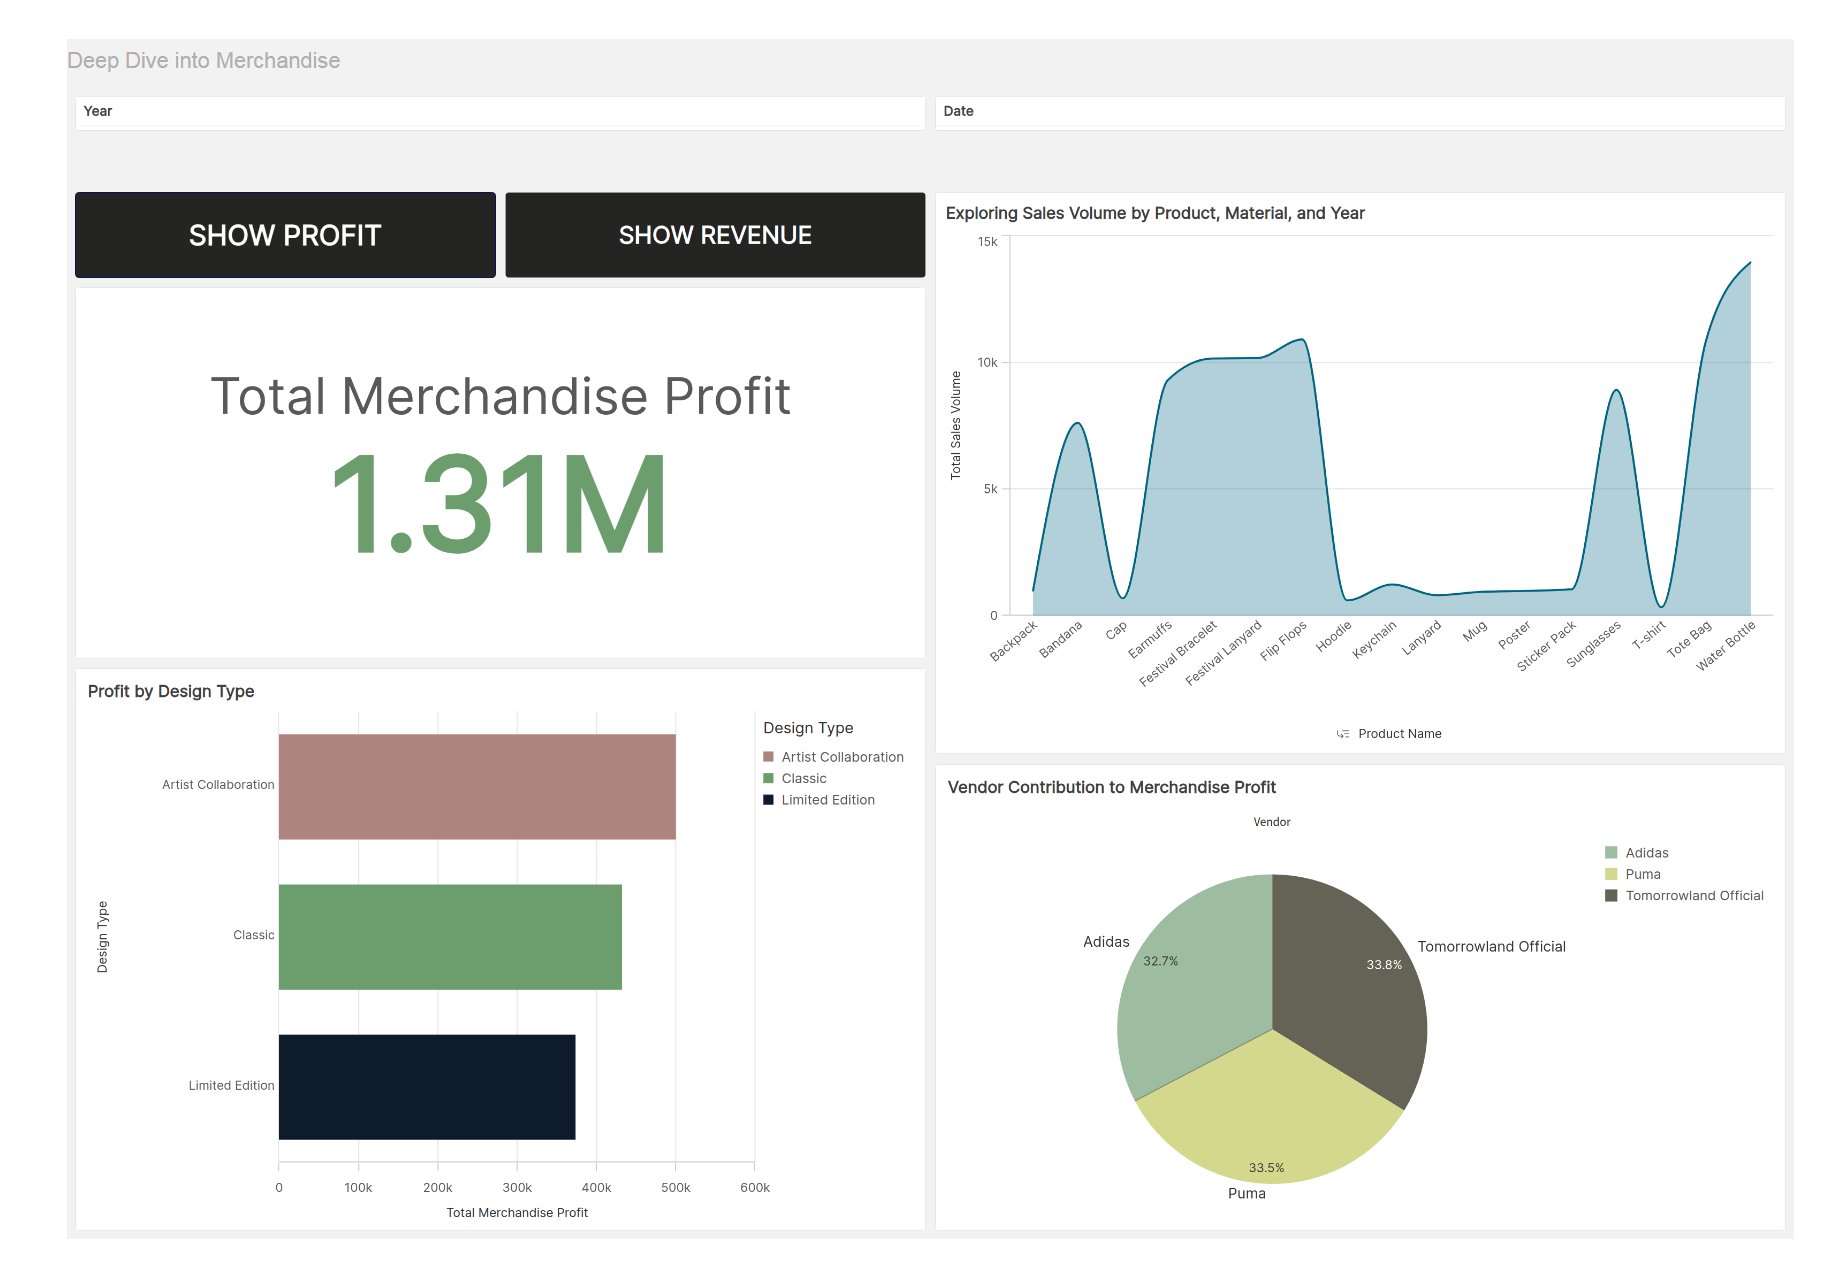 Deep Dive into Merchandise
Year
Date
SHOW PROFIT
SHOW REVENUE
Total Merchandise Profit
1.31M
Exploring Sales Volume by Product, Material, and Year
Total Sales Volume
15k
10k
5k
0
Backpack
Bandana
Cap
Earmuffs
Festival Bracelet
Festival Lanyard
Flip Flops
Hoodie
Keychain
Lanyard
Mug
Poster
Sticker Pack
Sunglasses
T-shirt
Tote Bag
Water Bottle
Product Name
Profit by Design Type
Design Type
Artist Collaboration
Classic
Limited Edition
0
100k
200k
300k
400k
500k
600k
Total Merchandise Profit
Design Type
Artist Collaboration
Classic
Limited Edition
Vendor Contribution to Merchandise Profit
Vendor
Adidas
32.7%
Tomorrowland Official
33.8%
33.5%
Puma
Adidas
Puma
Tomorrowland Official